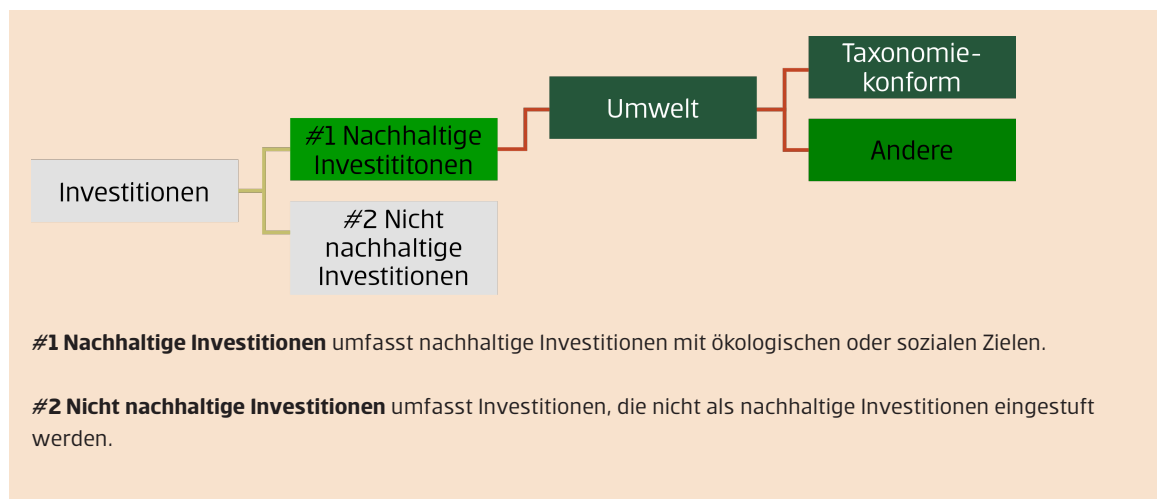 Investitionen
#1 Nachhaltige
Investititonen
#2 Nicht
nachhaltige
Investitionen
Umwelt
Taxonomie-
konform
Andere
#1 Nachhaltige Investitionen umfasst nachhaltige Investitionen mit ökologischen oder sozialen Zielen.
#2 Nicht nachhaltige Investitionen umfasst Investitionen, die nicht als nachhaltige Investitionen eingestuft
werden.